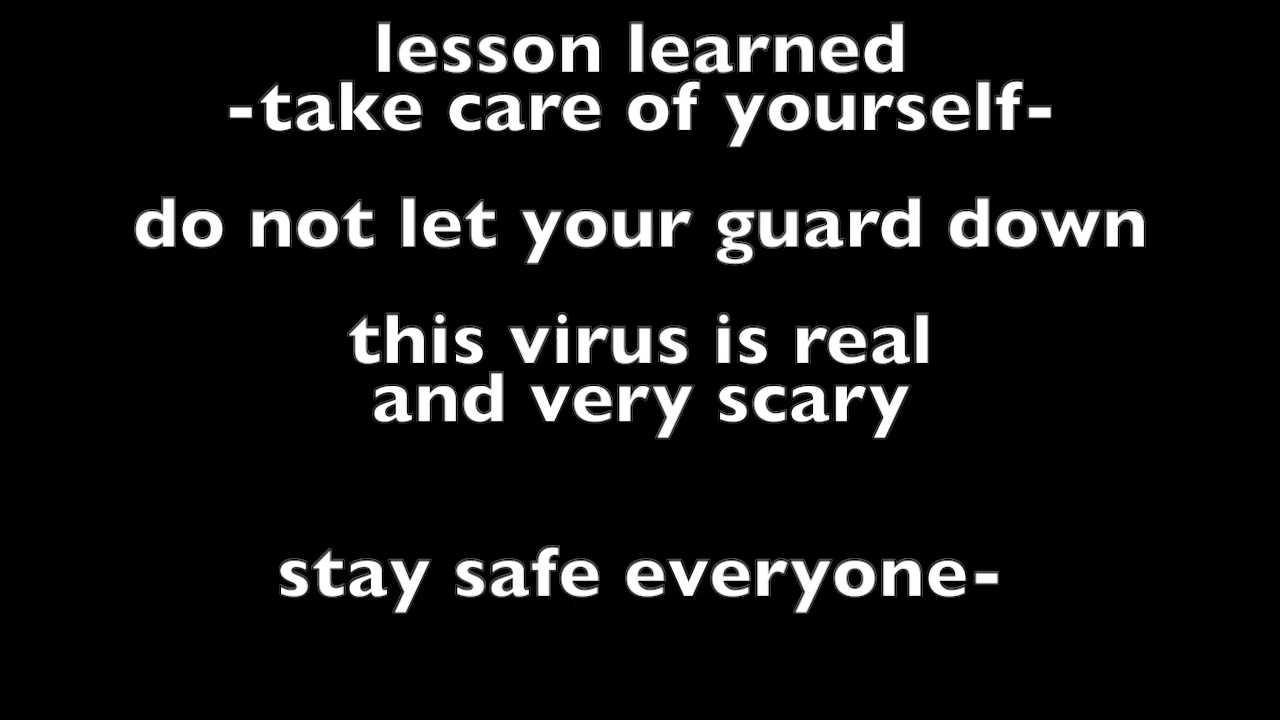 lesson learned
-take care of yourself-
do not let your guard down
this virus is real
and very scary
stay safe everyone-